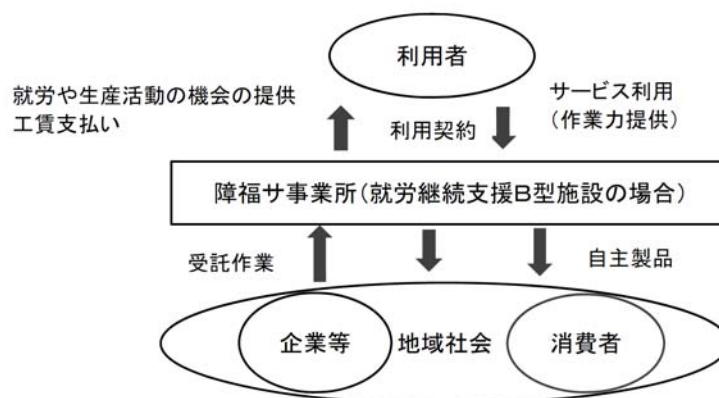 利用者
就労や生産活動の機会の提供
工賃支払い
サービス利用
（作業力提供）
利用契約
障福サ事業所（就労継続支援B型施設の場合）
受託作業
自主製品
企業等
地域社会
消費者